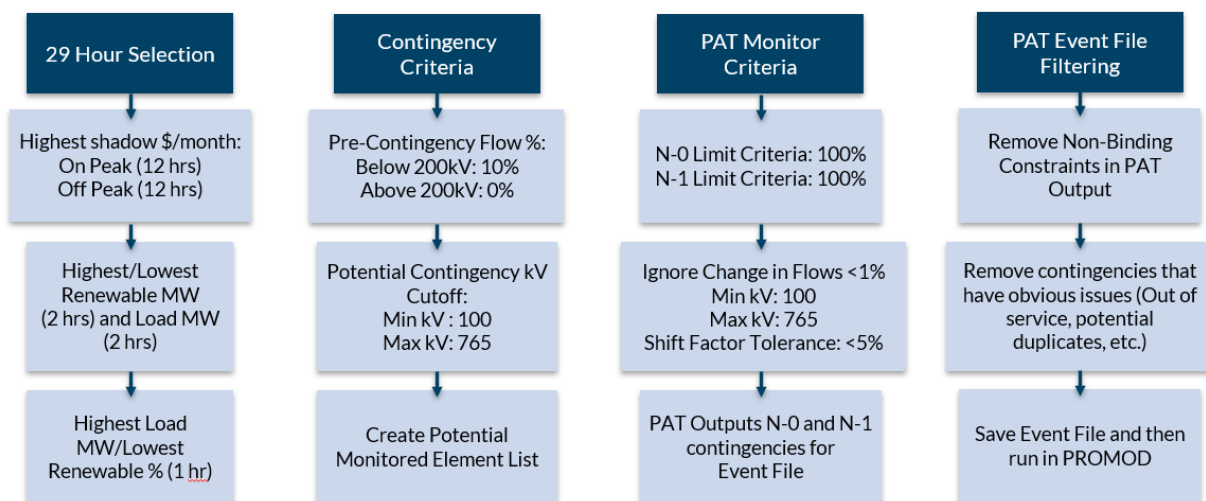 29 Hour Selection
Highest shadow $/month:
On Peak (12 hrs)
Off Peak (12 hrs)
Highest/Lowest
Renewable MW
(2 hrs) and Load MW
(2 hrs)
Highest Load
MW/Lowest
Renewable % (1 hr)
Contingency
Criteria
Pre-Contingency Flow %:
Below 200kV: 10%
Above 200kV: 0%
Potential Contingency kV
Cutoff:
Min kV : 100
Max kV: 765
Create Potential
Monitored Element List
PAT Monitor
Criteria
N-0 Limit Criteria: 100%
N-1 Limit Criteria: 100%
Ignore Change in Flows <1%
Min kV: 100
Max kV: 765
Shift Factor Tolerance: <5%
PAT Outputs N-0 and N-1
contingencies for
Event File
PAT Event File
Filtering
Remove Non-Binding
Constraints in PAT
Output
Remove contingencies that
have obvious issues (Out of
service, potential
duplicates, etc.)
Save Event File and then
run in PROMOD